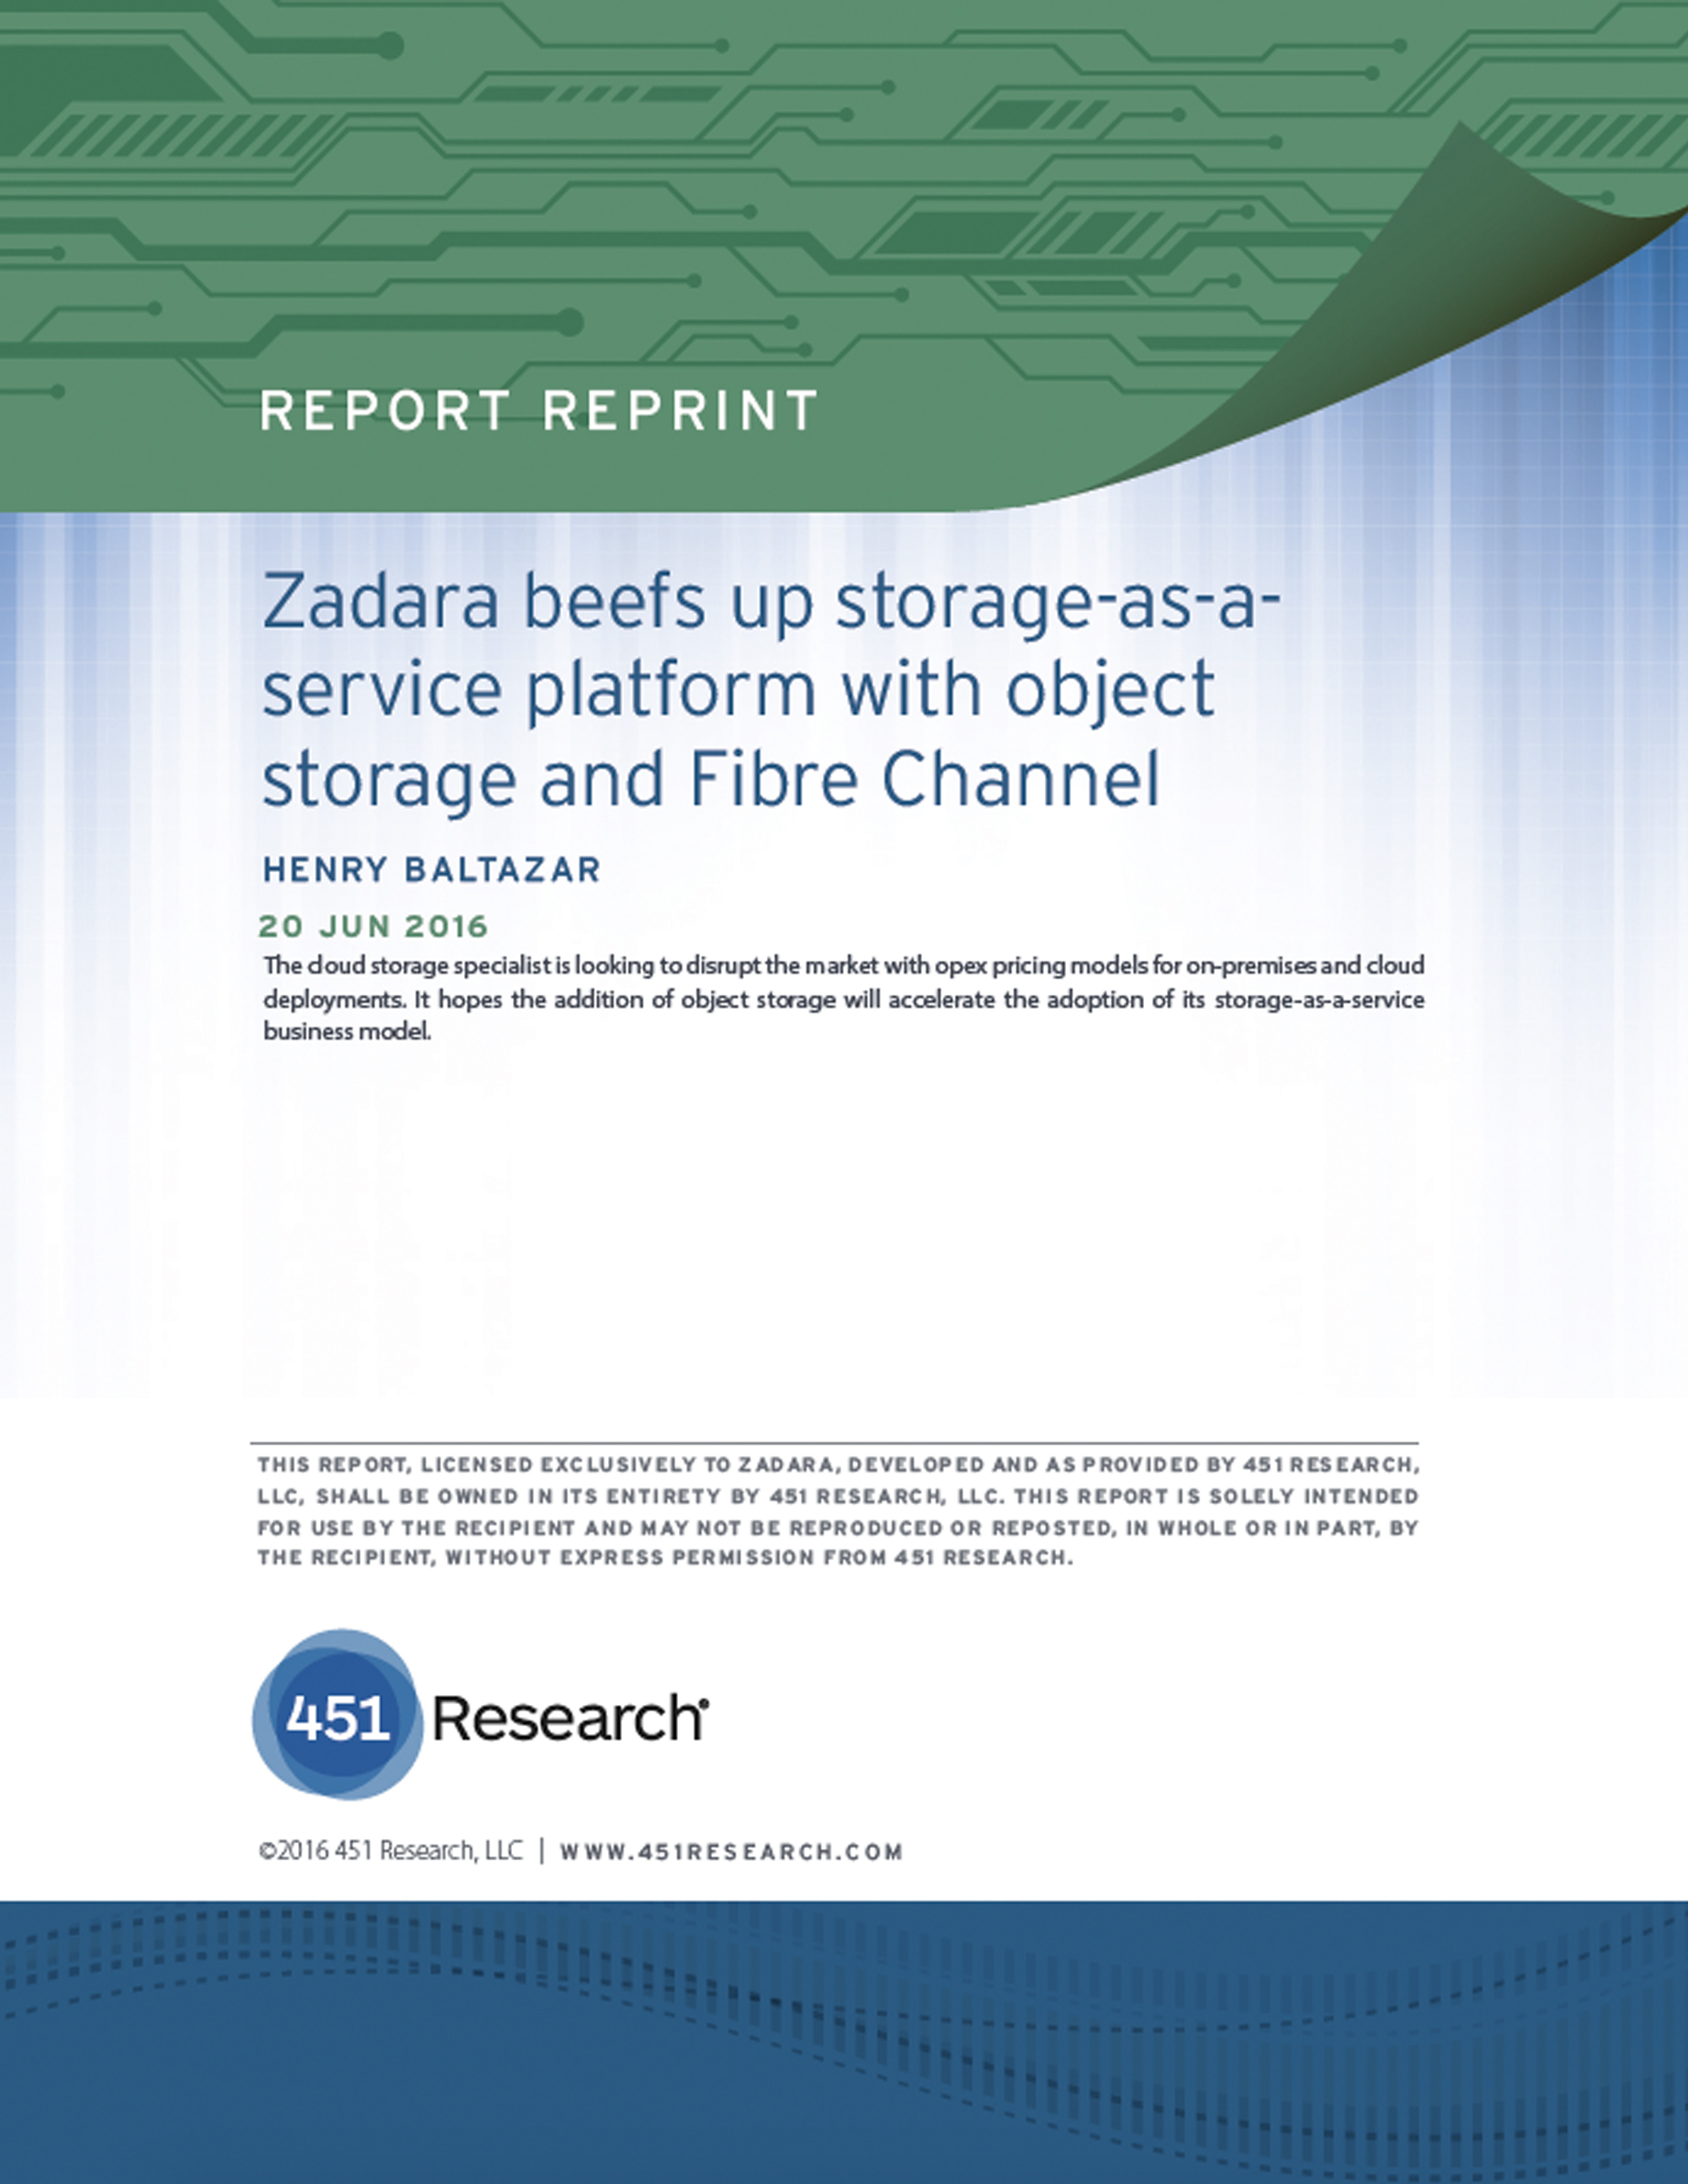 REPORT REPRINT
Zadara beefs up storage-as-a-
service platform with object
storage and Fibre Channel
HENRY BALTAZAR
20 JUN 2016
The cloud storage specialist is looking to disrupt the market with opex pricing models for on-premises and cloud
deployments. It hopes the addition of object storage will accelerate the adoption of its storage-as-a-service
business model.
THIS REPORT, LICENSED EXCLUSIVELY TO ZADARA, DEVELOPED AND AS PROVIDED BY 451 RESEARCH,
LLC, SHALL BE OWNED IN ITS ENTIRETY BY 451 RESEARCH, LLC. THIS REPORT IS SOLELY INTENDED
FOR USE BY THE RECIPIENT AND MAY NOT BE REPRODUCED OR REPOSTED, IN WHOLE OR IN PART, BY
THE RECIPIENT, WITHOUT EXPRESS PERMISSION FROM 451 RESEARCH.
451 Research®
©2016 451 Research, LLC | WWW.451RESEARCH.COM